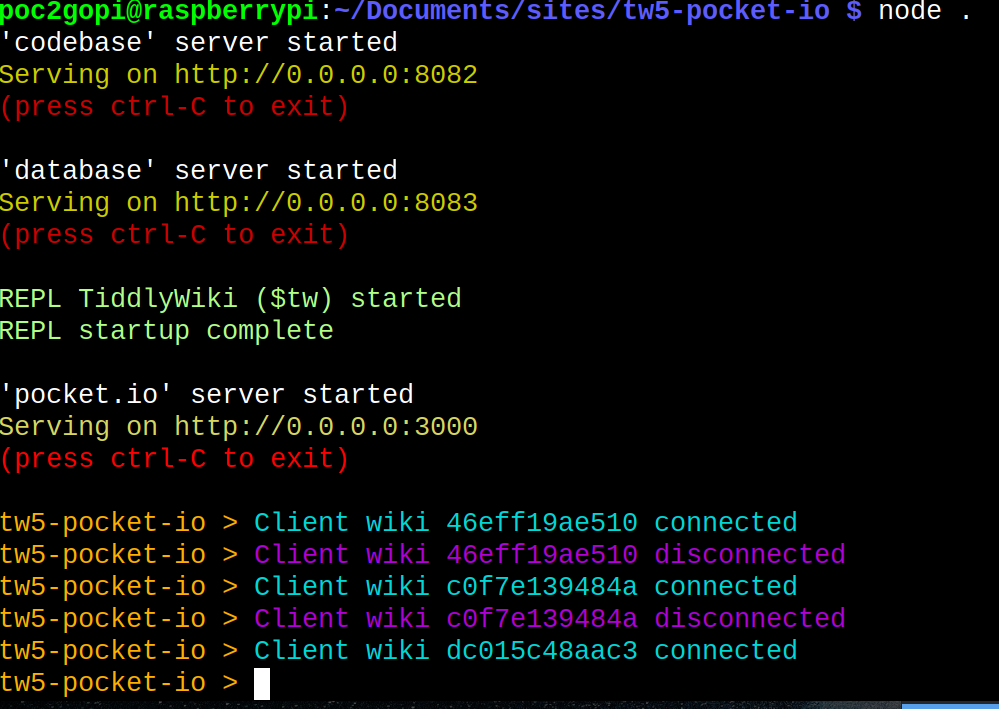 poc2gopi@raspberrypi:~/Documents/sites/tw5-pocket-io $ node .
'codebase' server started
Serving on http://0.0.0.0:8082
(press ctrl-C to exit)
'database' server started
Serving on http://0.0.0.0:8083
(press ctrl-C to exit)
REPL TiddlyWiki ($tw) started
REPL startup complete
'pocket.io' server started
Serving on http://0.0.0.0:3000
(press ctrl-C to exit)
tw5-pocket-io > Client wiki 46eff19ae510 connected
tw5-pocket-io > Client wiki 46eff19ae510 disconnected
tw5-pocket-io > Client wiki c0f7e139484a connected
tw5-pocket-io > Client wiki c0f7e139484a disconnected
tw5-pocket-io > Client wiki dc015c48aac3 connected
tw5-pocket-io >